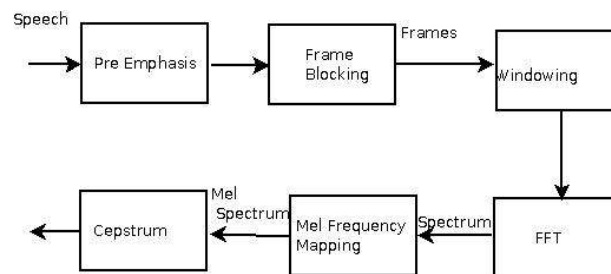 Speech
Pre Emphasis
Frame
Blocking
Frames
Windowing
FFT
Spectrum
Mel Frequency
Mapping
Mel
Spectrum
Cepstrum